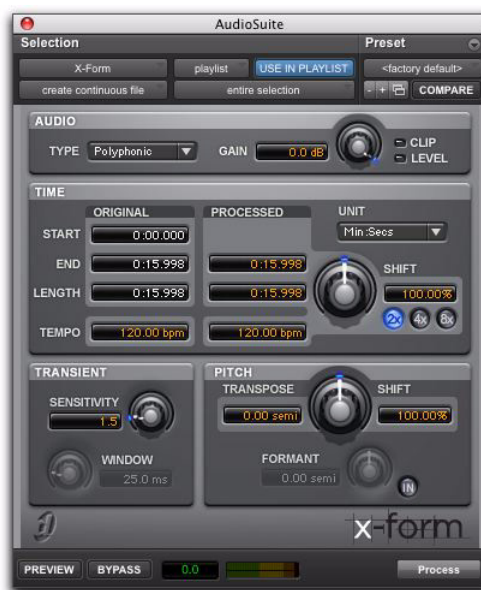 AudioSuite
Selection
Preset
X-Form
playlist
USE IN PLAYLIST
<factory default>
create continuous file
entire selection
- +
COMPARE
AUDIO
TYPE Polyphonic
GAIN 0.0 dB
CLIP
LEVEL
TIME
ORIGINAL PROCESSED UNIT
START 0:00.000 Min:Secs
END 0:15.998 0:15.998 SHIFT
LENGTH 0:15.998 0:15.998 100.00%
2x 4x 8x
TEMPO 120.00 bpm 120.00 bpm
TRANSIENT
SENSITIVITY
1.5
WINDOW
25.0 ms
PITCH
TRANSPOSE SHIFT
0.00 semi 100.00%
FORMANT
0.00 semi
IN
x-form
PREVIEW BYPASS 0.0 Process